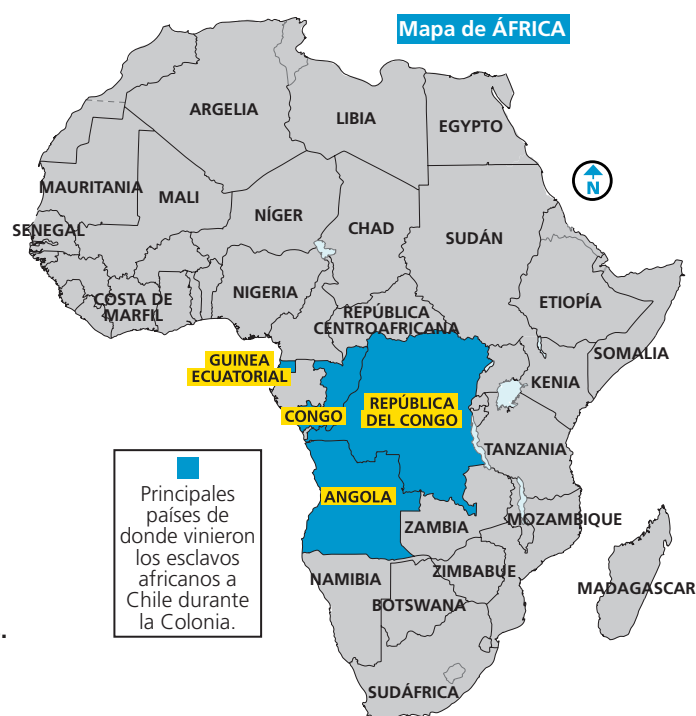 Mapa de ÁFRICA
ARGELIA
LIBIA
EGYPTO
MAURITANIA
MALI
NÍGER
CHAD
SUDÁN
SENEGAL
COSTA DE
MARFIL
NIGERIA
REPÚBLICA
CENTROAFRICANA
ETIOPÍA
SOMALIA
GUINEA
ECUATORIAL
CONGO
REPÚBLICA
DEL CONGO
KENIA
TANZANIA
ANGOLA
ZAMBIA
MOZAMBIQUE
NAMIBIA
ZIMBABUE
BOTSWANA
MADAGASCAR
SUDÁFRICA
N
Principales
países de
donde vinieron
los esclavos
africanos a
Chile durante
la Colonia.
.